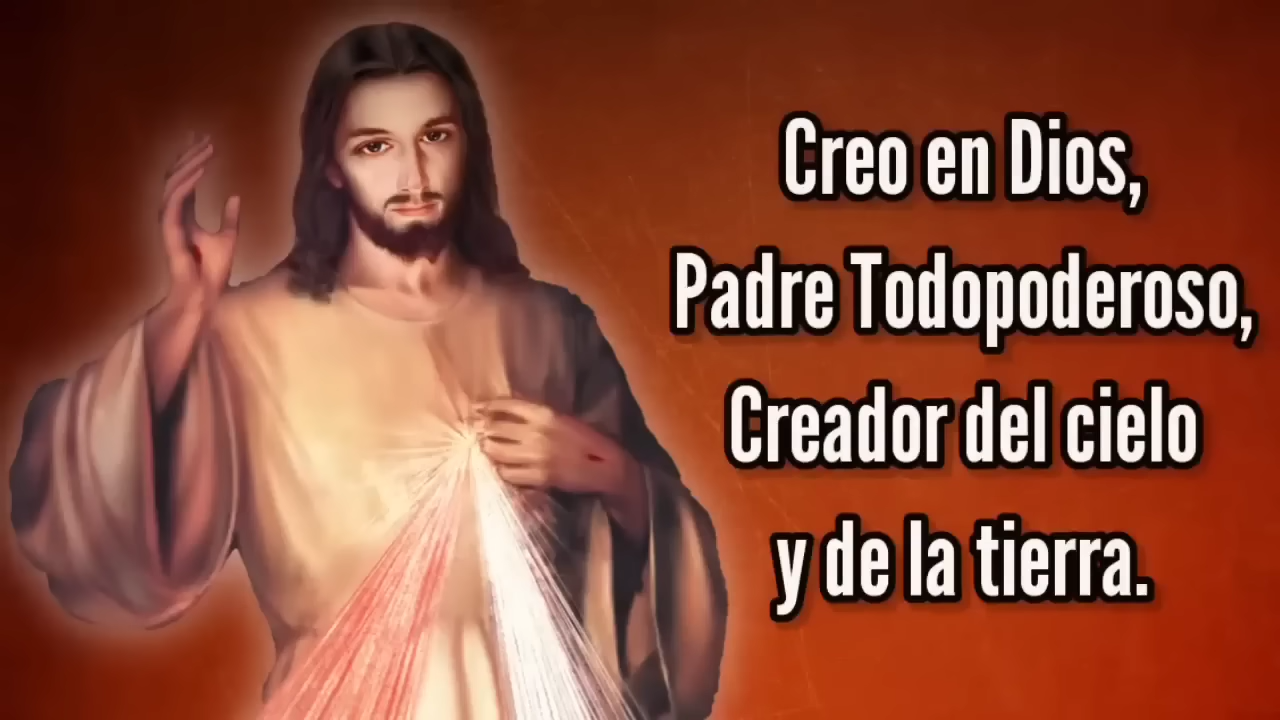 Creo en Dios,
Padre Todopoderoso,
Creador del cielo
y de la tierra.